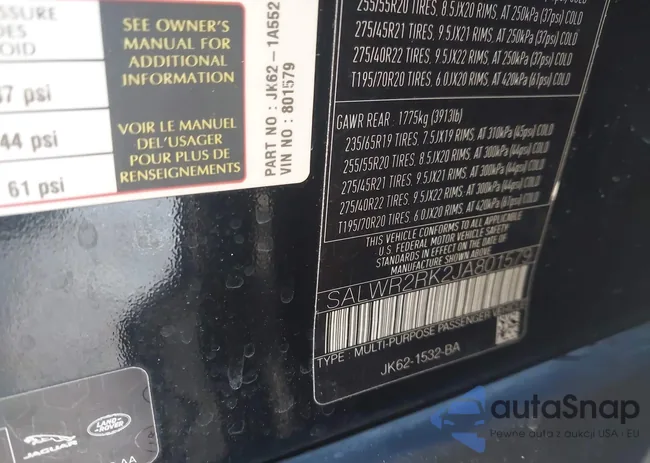 SEE OWNER'S
MANUAL FOR
ADDITIONAL
INFORMATION
37 psi
44 psi
61 psi
VOIR LE MANUEL
DEL'USAGER
POUR PLUS DE
RENSEIGNEMENTS
PART NO : JK62-1A552
VIN NO : 801579
255/55R20 TIRES, 8.5JX20 RIMS, AT 250kPa (37psi) COLD
275/45R21 TIRES, 9.5JX21 RIMS, AT 250kPa (37psi) COLD
275/40R22 TIRES, 9.5JX22 RIMS, AT 250kPa (37psi) COLD
T195/70R20 TIRES, 6.0JX20 RIMS, AT 420kPa (61psi) COLD
GAWR REAR : 1775kg (3913lb)
235/65R19 TIRES, 7.5JX19 RIMS, AT 310kPa (45psi) COLD
255/55R20 TIRES, 8.5JX20 RIMS, AT 300kPa (44psi) COLD
275/45R21 TIRES, 9.5JX21 RIMS, AT 300kPa (44psi) COLD
275/40R22 TIRES, 9.5JX22 RIMS, AT 300kPa (44psi) COLD
T195/70R20 TIRES, 6.0JX20 RIMS, AT 420kPa (61psi) COLD
THIS VEHICLE CONFORMS TO ALL APPLICABLE
U.S. FEDERAL MOTOR VEHICLE SAFETY
STANDARDS IN EFFECT ON THE DATE OF
MANUFACTURE SHOWN ABOVE
SALWR2RK2JA801579
TYPE : MULTI-PURPOSE PASSENGER
JK62-1532-BA
JAGUAR
LAND-ROVER
AA
autaSnap
Pewne auta z aukcji USA - EU